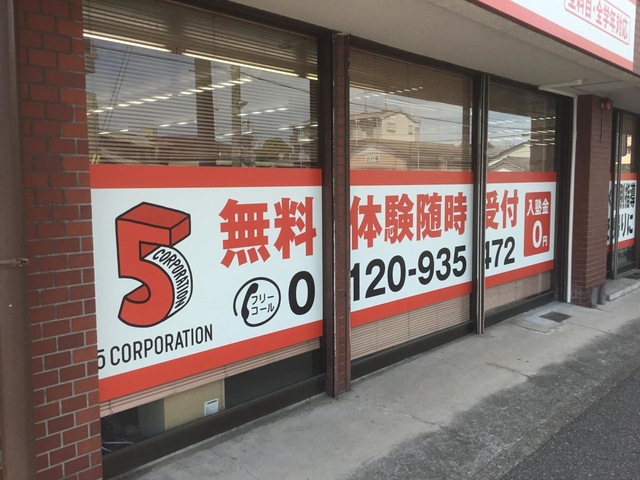 全科目・全学年対応
無料体験随時受付
入塾金
0円
5
CORPORATION
5 CORPORATION
フリー
コール
0120-935472